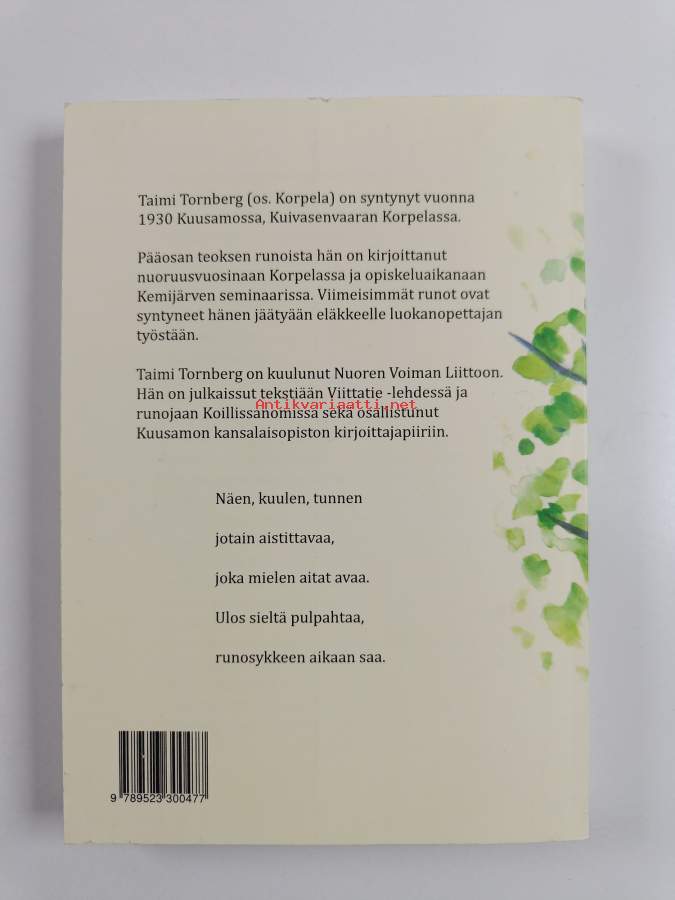 Taimi Tornberg (os. Korpela) on syntynyt vuonna
1930 Kuusamossa, Kuivasenvaaran Korpelassa.
Pääosan teoksen runoista hän on kirjoittanut
nuoruusvuosinaan Korpelassa ja opiskeluaikanaan
Kemijärven seminaarissa. Viimeisimmät runot ovat
syntyneet hänen jäätyään eläkkeelle luokanopettajan
työstään.
Taimi Tornberg on kuulunut Nuoren Voiman Liittoon.
Hän on julkaissut tekstiään Viittatie -lehdessä ja
Antikvariaatti.net
runojaan Koillissanomissa sekä osallistunut
Kuusamon kansalaisopiston kirjoittajapiiriin.
Näen, kuulen, tunnen
jotain aistittavaa,
joka mielen aitat avaa.
Ulos sieltä pulpahtaa,
runosykkeen aikaan saa.
9 789523 300477